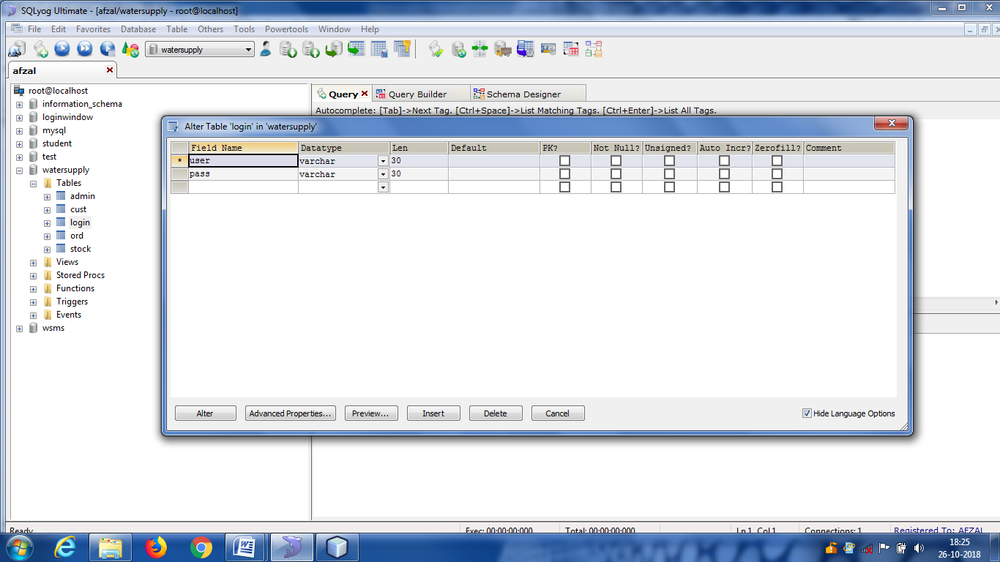 SQLyog Ultimate - [afzal/watersupply - root@localhost]
File Edit Favorites Database Table Others Tools Powertools Window Help
watersupply
afzal
root@localhost
information_schema
loginwindow
mysql
student
test
watersupply
Tables
admin
cust
login
ord
stock
Views
Stored Procs
Functions
Triggers
Events
wsms
Query Query Builder Schema Designer
Autocomplete: [Tab]->Next Tag. [Ctrl+Space]->List Matching Tags. [Ctrl+Enter]->List All Tags.
Alter Table 'login' in 'watersupply'
Field Name Datatype Len Default PK? Not Null? Unsigned? Auto Incr? Zerofill? Comment
* user varchar 30
pass varchar 30
Alter Advanced Properties... Preview... Insert Delete Cancel Hide Language Options
Ready Exec: 00:00:00:000 Total: 00:00:00:000 Ln 1, Col 1 Connections: 1 Registered To: AFZAL
18:25
26-10-2018